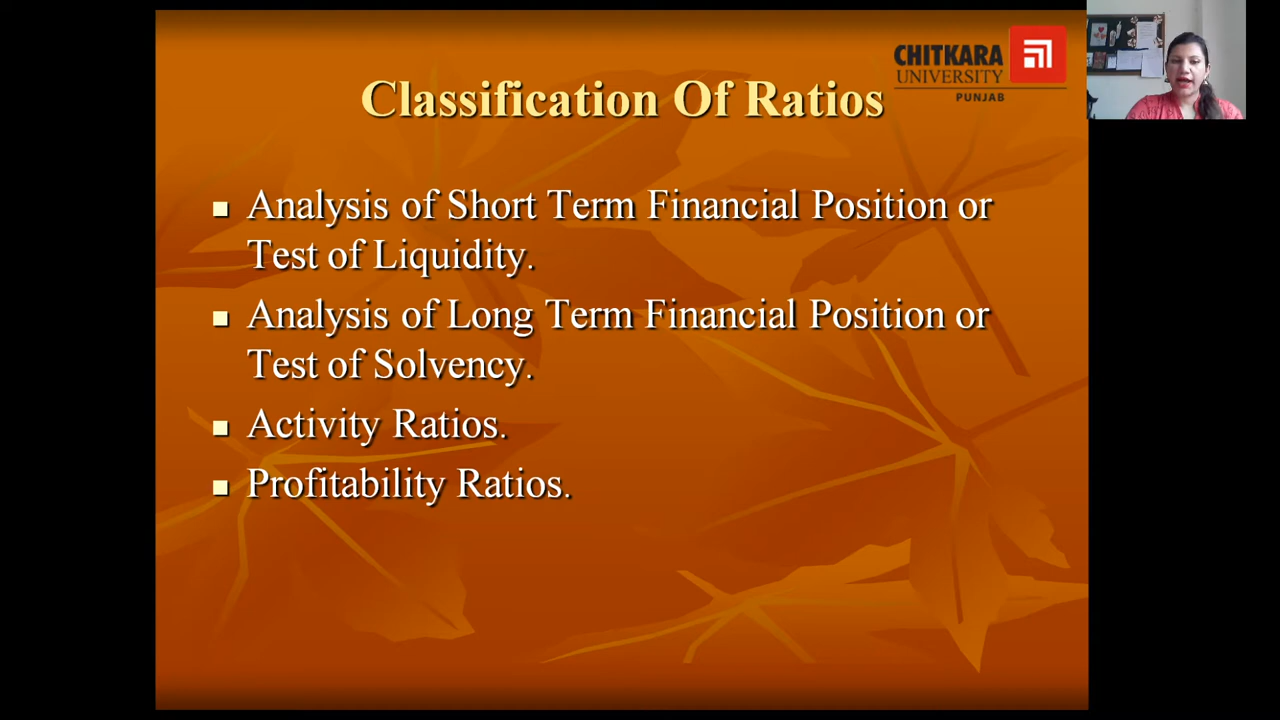 CHITKARA
UNIVERSITY
PUNJAB
Classification Of Ratios
Analysis of Short Term Financial Position or
Test of Liquidity.
Analysis of Long Term Financial Position or
Test of Solvency.
Activity Ratios.
Profitability Ratios.